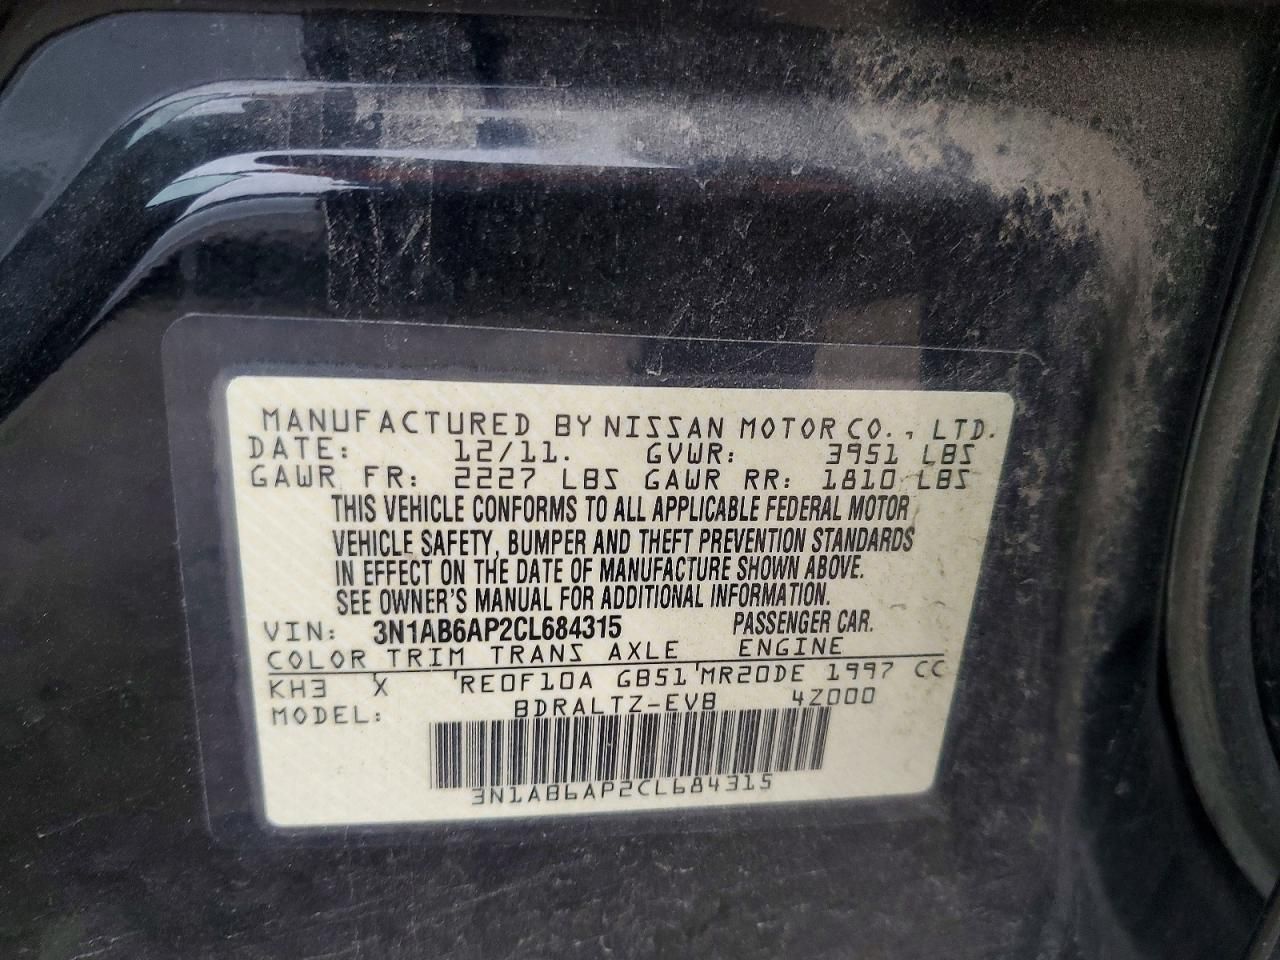 MANUFACTURED BY NISSAN MOTOR CO., LTD.
DATE: 12/11. GVWR: 3951 LBS
GAWR FR: 2227 LBS GAWR RR: 1810 LBS
THIS VEHICLE CONFORMS TO ALL APPLICABLE FEDERAL MOTOR
VEHICLE SAFETY, BUMPER AND THEFT PREVENTION STANDARDS
IN EFFECT ON THE DATE OF MANUFACTURE SHOWN ABOVE.
SEE OWNER'S MANUAL FOR ADDITIONAL INFORMATION.
VIN: 3N1AB6AP2CL684315 PASSENGER CAR.
COLOR TRIM TRANS AXLE ENGINE
KH3 X 'RE0F10A GB51'MR20DE 1997 CC
MODEL: BDRALTZ-EVB 4Z000
3N1AB6AP2CL684315